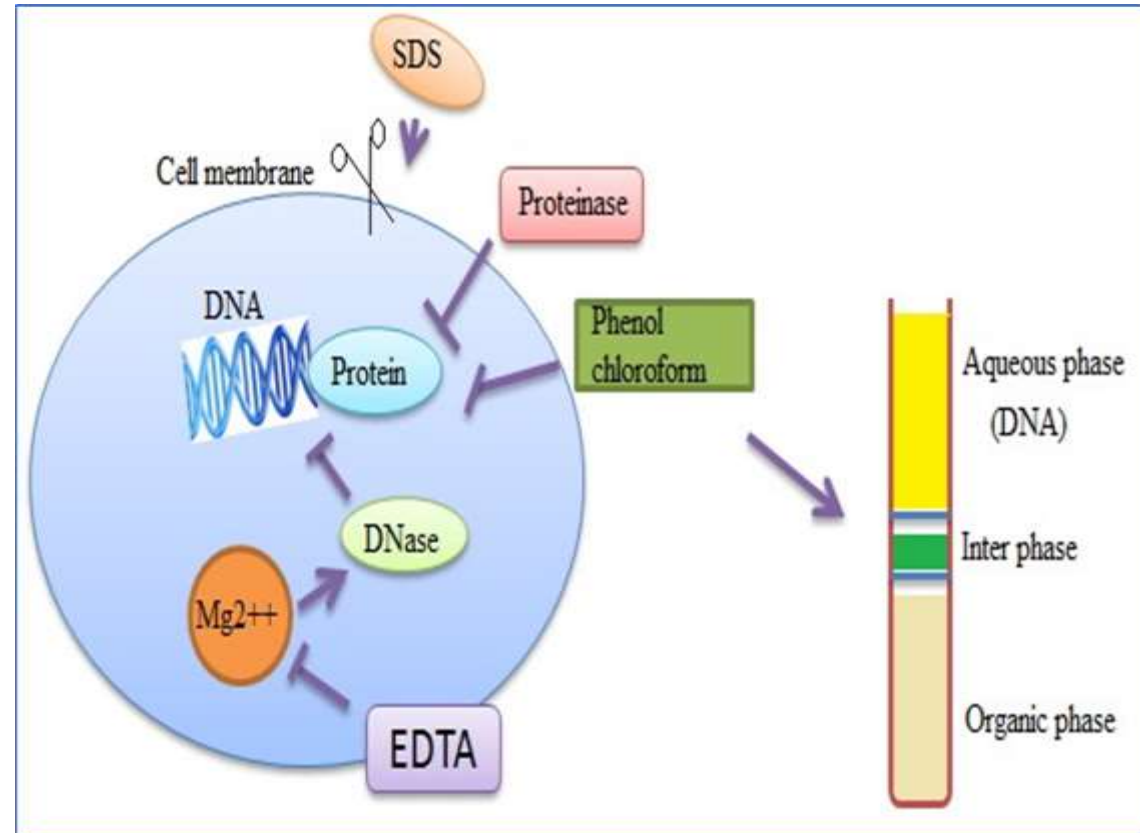 SDS
Cell membrane
Proteinase
DNA
Protein
Phenol
chloroform
DNase
Mg2++
EDTA
Aqueous phase
(DNA)
Inter phase
Organic phase